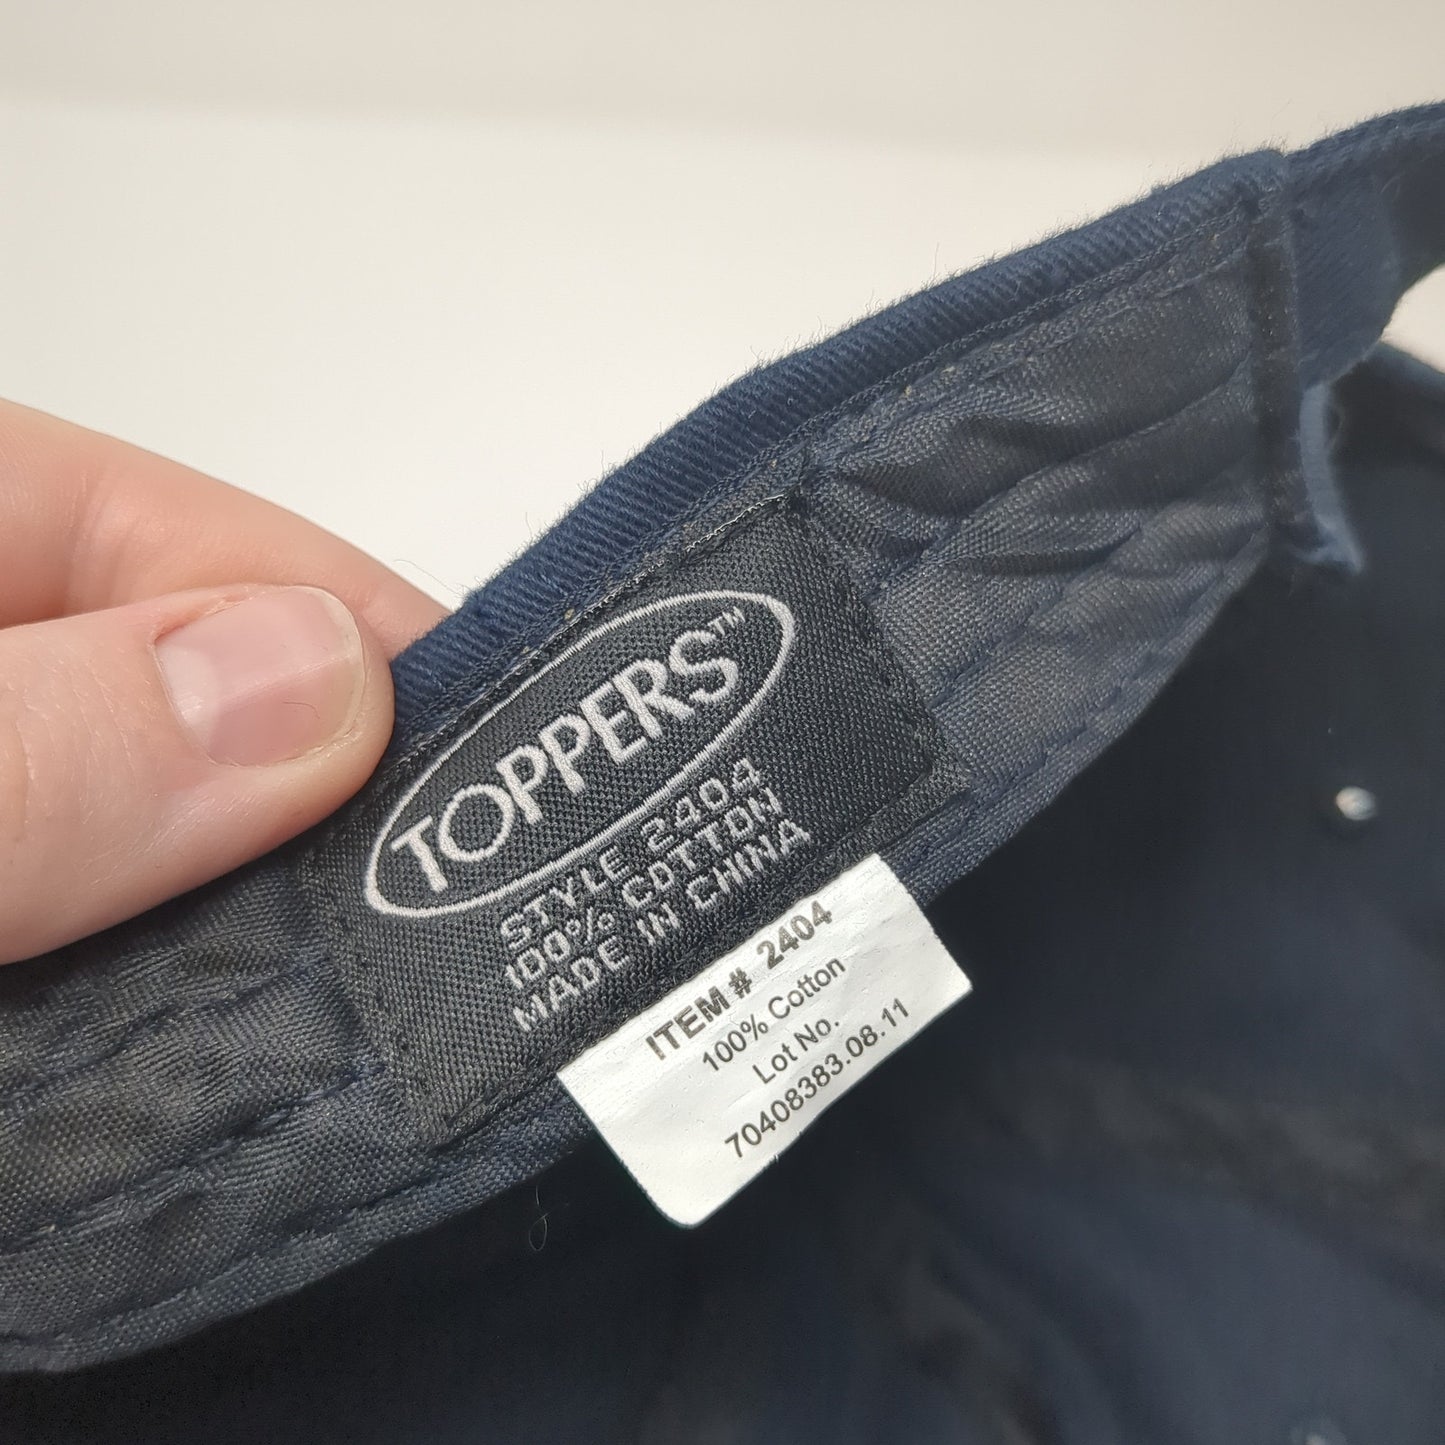 TOPPERS™
STYLE 2404
100% COTTON
MADE IN CHINA
ITEM # 2404
100% Cotton
Lot No.
70408383.08.11